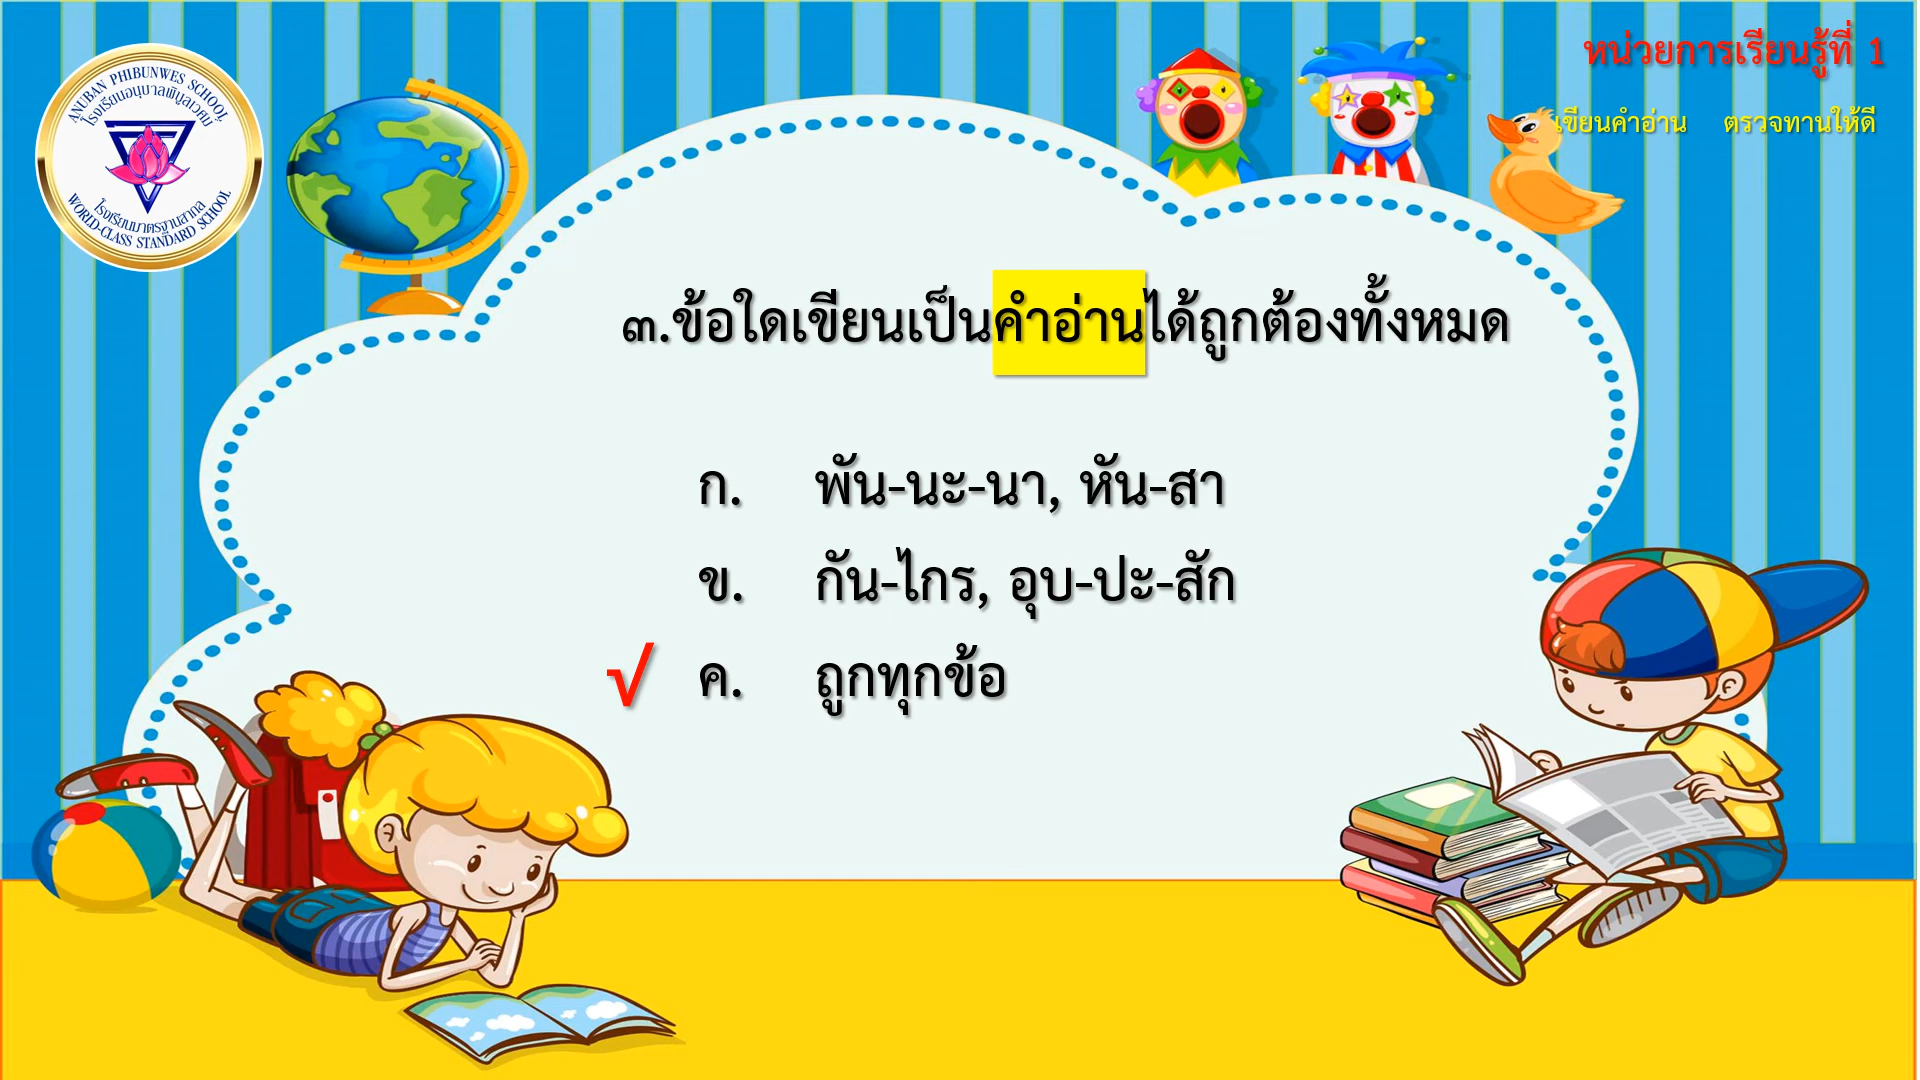 ANUBAN PHIBUNWES SCHOOL
โรงเรียนอนุบาลพิบูลเวศม์
โรงเรียนมาตรฐานสากล
WORLD-CLASS STANDARD SCHOOL
หน่วยการเรียนรู้ที่ 1
เขียนคำอ่าน ตรวจทานให้ดี
๓.ข้อใดเขียนเป็นคำอ่านได้ถูกต้องทั้งหมด
ก. พัน-นะ-นา, หัน-สา
ข. กัน-ไกร, อุบ-ปะ-สัก
√ ค. ถูกทุกข้อ